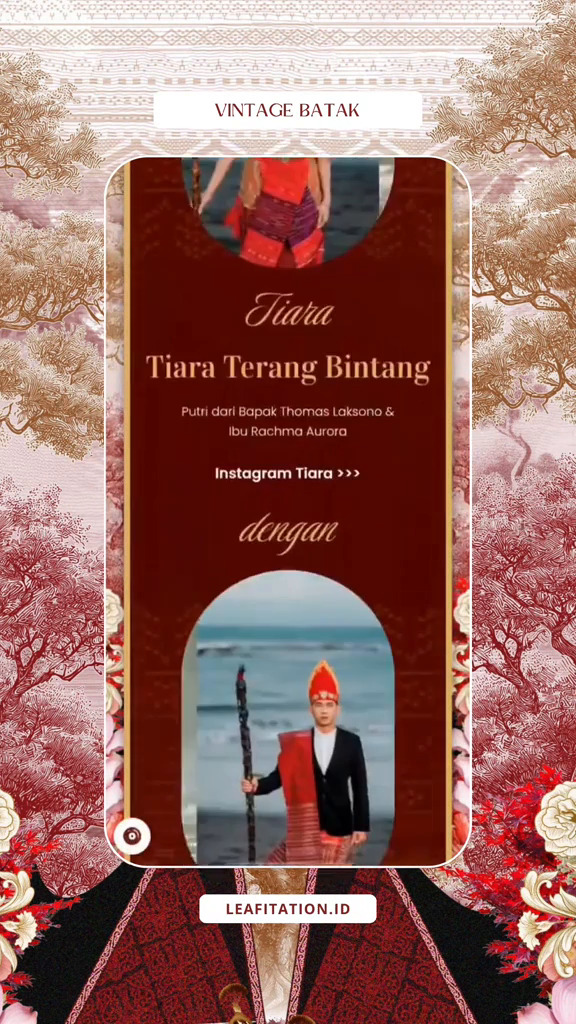 VINTAGE BATAK
Tiara
Tiara Terang Bintang
Putri dari Bapak Thomas Laksono &
Ibu Rachma Aurora
Instagram Tiara >>>
dengan
LEAFITATION.ID